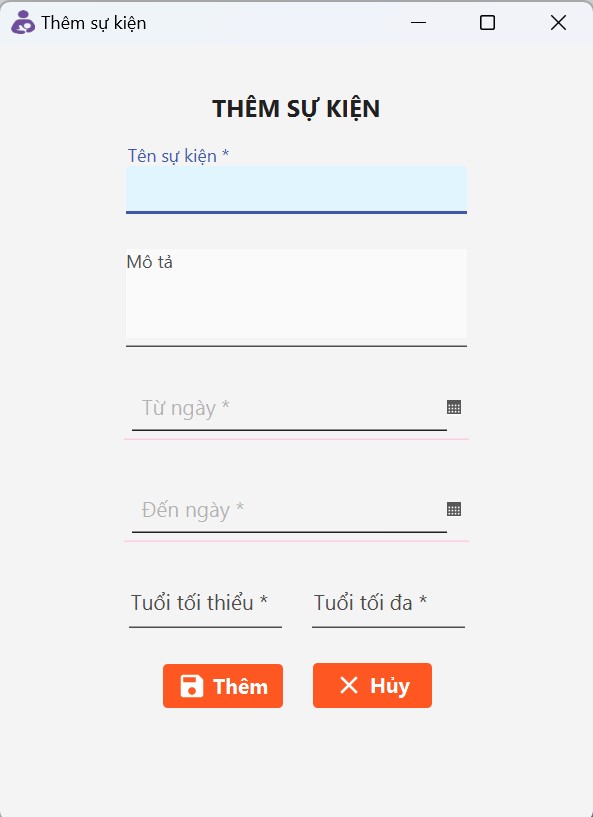 Thêm sự kiện
THÊM SỰ KIỆN
Tên sự kiện *
Mô tả
Từ ngày *
Đến ngày *
Tuổi tối thiểu * Tuổi tối đa *
Thêm Hủy